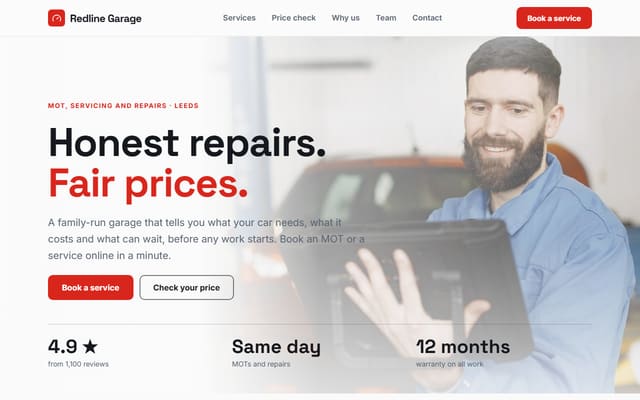 Redline Garage
Services
Price check
Why us
Team
Contact
Book a service
MOT, SERVICING AND REPAIRS · LEEDS
Honest repairs.
Fair prices.
A family-run garage that tells you what your car needs, what it
costs and what can wait, before any work starts. Book an MOT or a
service online in a minute.
Book a service
Check your price
4.9 ★
from 1,100 reviews
Same day
MOTs and repairs
12 months
warranty on all work